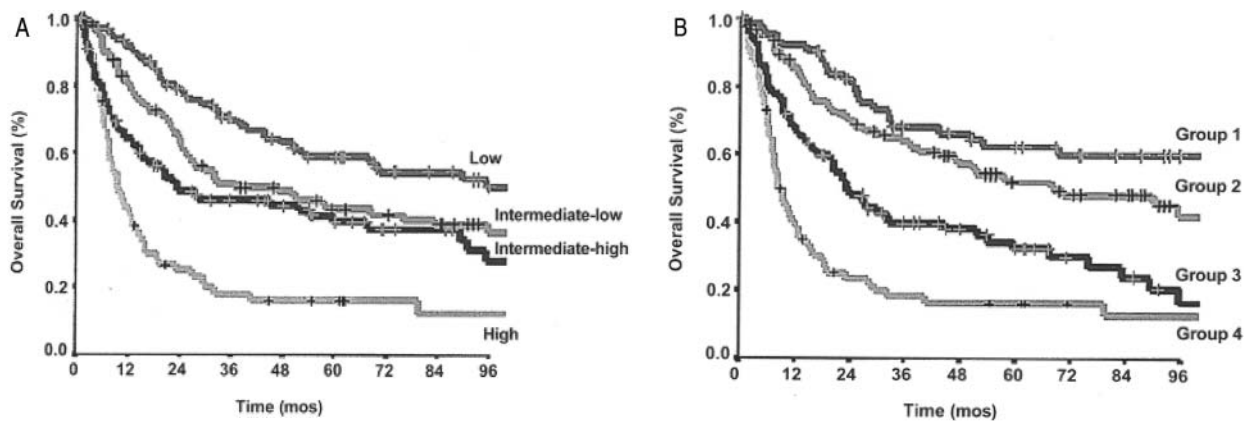 A
1.0
0.8
0.6
0.4
0.2
0.0
Overall Survival (%)
Low
Intermediate-low
Intermediate-high
High
0 12 24 36 48 60 72 84 96
Time (mos)
B
1.0
0.8
0.6
0.4
0.2
0.0
Overall Survival (%)
Group 1
Group 2
Group 3
Group 4
0 12 24 36 48 60 72 84 96
Time (mos)